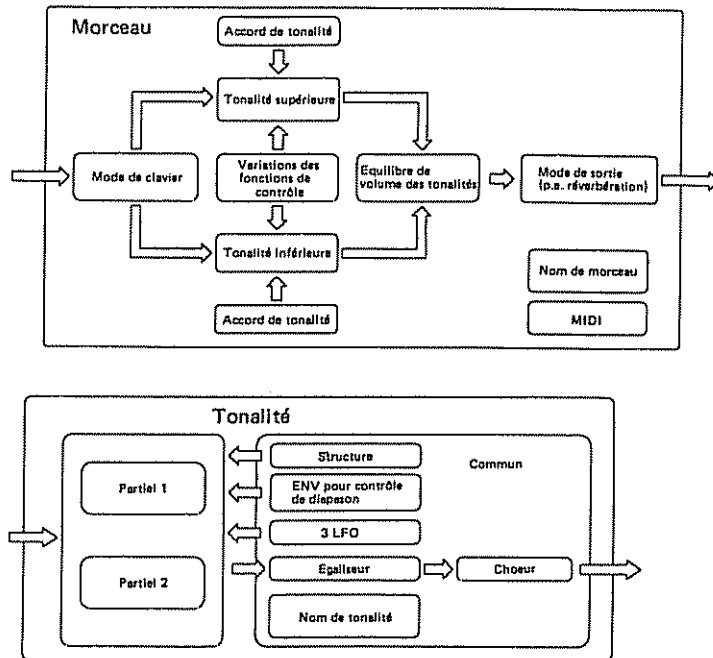 Morceau
Accord de tonalité
Tonalité supérieure
Mode de clavier
Variations des
fonctions de
contrôle
Equilibre de
volume des tonalités
Mode de sortie
(p.e. réverbération)
Tonalité inférieure
Nom de morceau
Accord de tonalité
MIDI
Tonalité
Structure
Commun
Partiel 1
ENV pour contrôle
de diapason
3 LFO
Partiel 2
Egaliseur
Choeur
Nom de tonalité